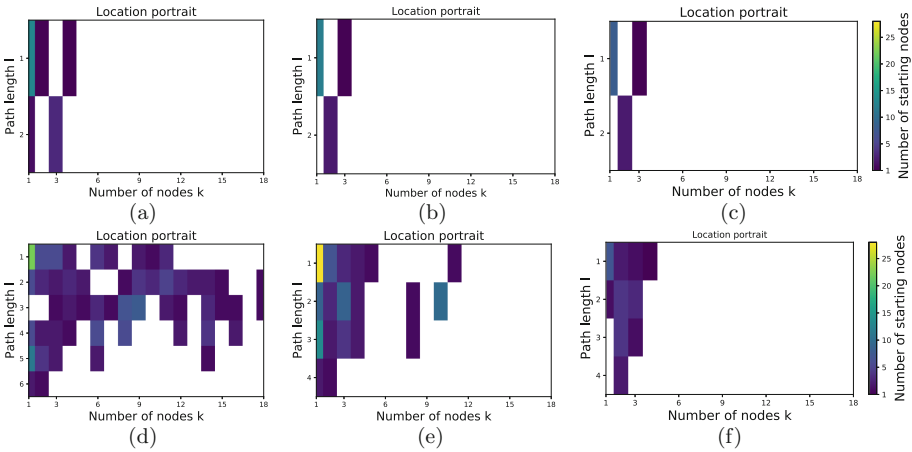 Location portrait
Location portrait
Location portrait
Path length l
1
2
1 3 6 9 12 15 18
Number of nodes k
(a)
Path length l
1
2
1 3 6 9 12 15 18
Number of nodes k
(b)
Path length l
1
2
1 3 6 9 12 15 18
Number of nodes k
(c)
25
20
15
10
5
1
Number of starting nodes
Location portrait
Location portrait
Location portrait
Path length l
1
2
3
4
5
6
1 3 6 9 12 15 18
Number of nodes k
(d)
Path length l
1
2
3
4
1 3 6 9 12 15 18
Number of nodes k
(e)
Path length l
1
2
3
4
1 3 6 9 12 15 18
Number of nodes k
(f)
25
20
15
10
5
1
Number of starting nodes